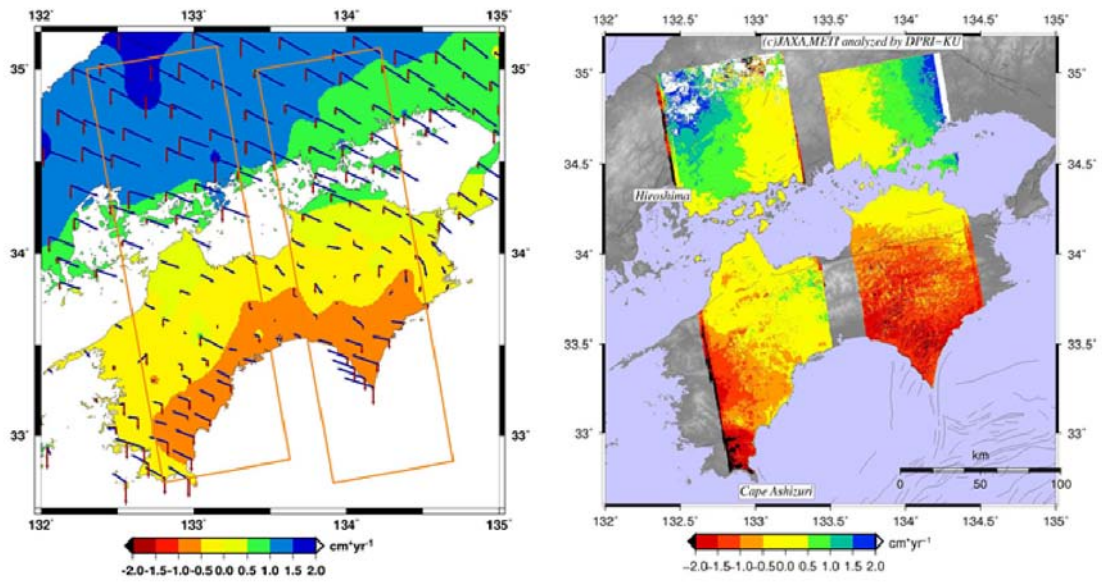 132˚ 133˚ 134˚ 135˚
35˚
34˚
33˚
132˚ 133˚ 134˚ 135˚
cm*yr-1
-2.0 -1.5 -1.0 -0.5 0.0 0.5 1.0 1.5 2.0
132˚ 132.5˚ 133˚ 133.5˚ 134˚ 134.5˚ 135˚
(c)JAXA,METI analyzed by DPRI-KU
35˚ 35˚
34.5˚ 34.5˚
Hiroshima
34˚ 34˚
33.5˚ 33.5˚
33˚ 33˚
km
0 50 100
Cape Ashizuri
132˚ 132.5˚ 133˚ 133.5˚ 134˚ 134.5˚ 135˚
cm*yr-1
-2.0 -1.5 -1.0 -0.5 0.0 0.5 1.0 1.5 2.0